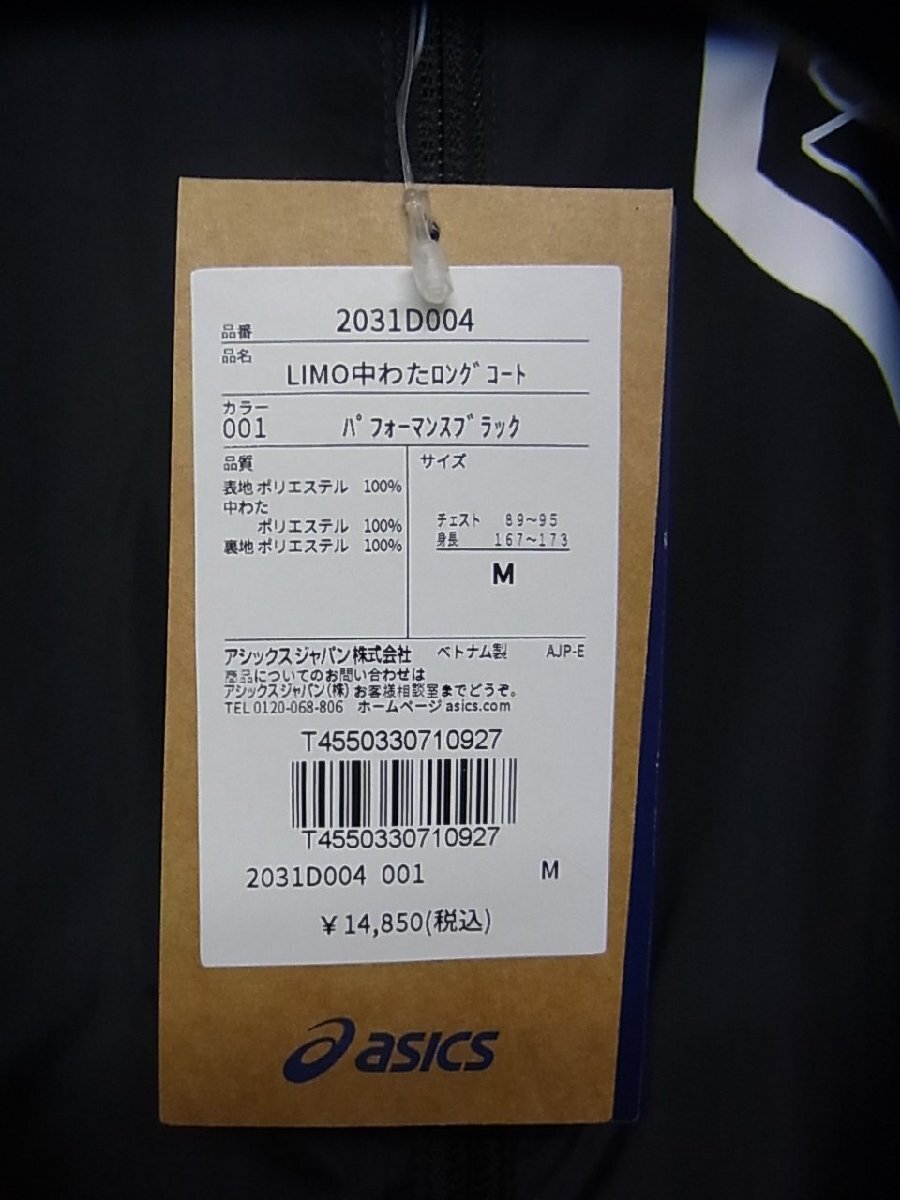 品番 2031D004
品名
LIMO中わたﾛﾝｸﾞｺｰﾄ
カラー
001 ﾊﾟﾌｫｰﾏﾝｽﾌﾞﾗｯｸ
品質
表地 ポリエステル 100%
中わた
ポリエステル 100%
裏地 ポリエステル 100%
サイズ
チェスト 89～95
身長 167～173
M
アシックスジャパン株式会社 ベトナム製 AJP-E
商品についてのお問い合わせは
アシックスジャパン(株)お客様相談室までどうぞ。
TEL 0120-068-806 ホームページ asics.com
T4550330710927
T4550330710927
2031D004 001 M
￥14,850(税込)
asics